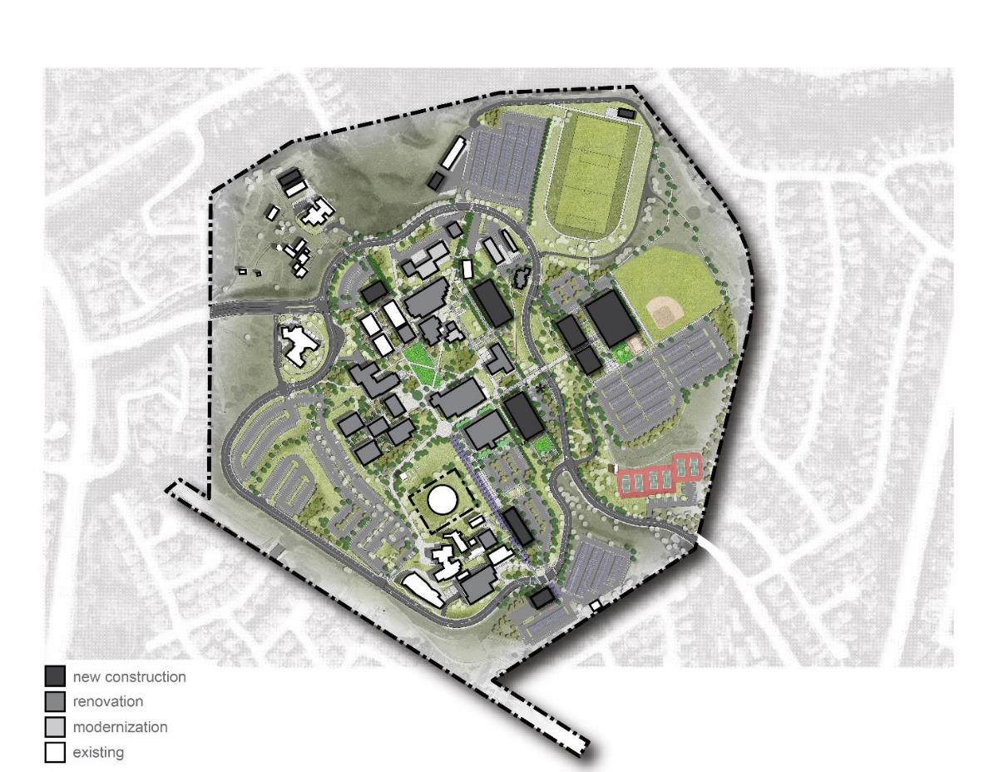 new construction
renovation
modernization
existing